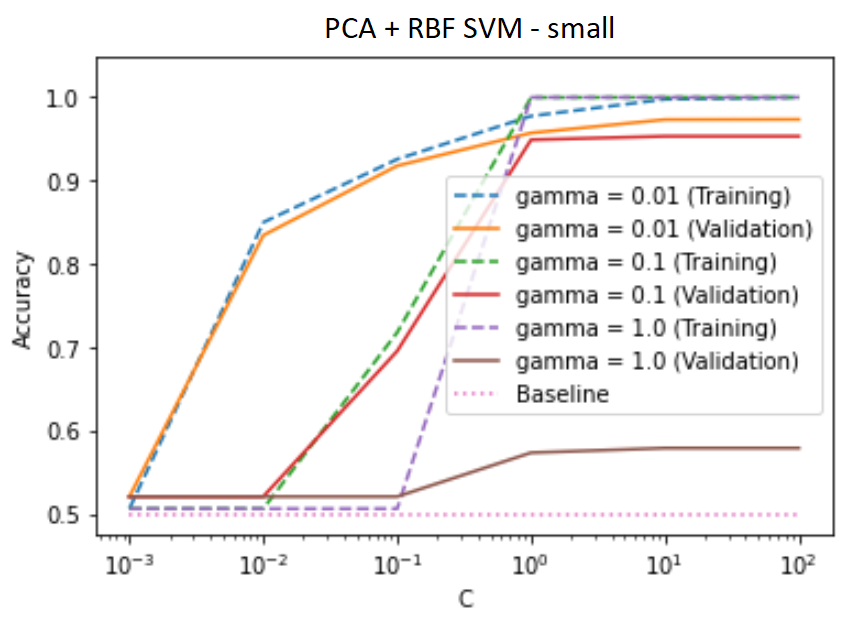 PCA + RBF SVM - small
Accuracy
1.0
0.9
0.8
0.7
0.6
0.5
gamma = 0.01 (Training)
gamma = 0.01 (Validation)
gamma = 0.1 (Training)
gamma = 0.1 (Validation)
gamma = 1.0 (Training)
gamma = 1.0 (Validation)
Baseline
10⁻³ 10⁻² 10⁻¹ 10⁰ 10¹ 10²
C